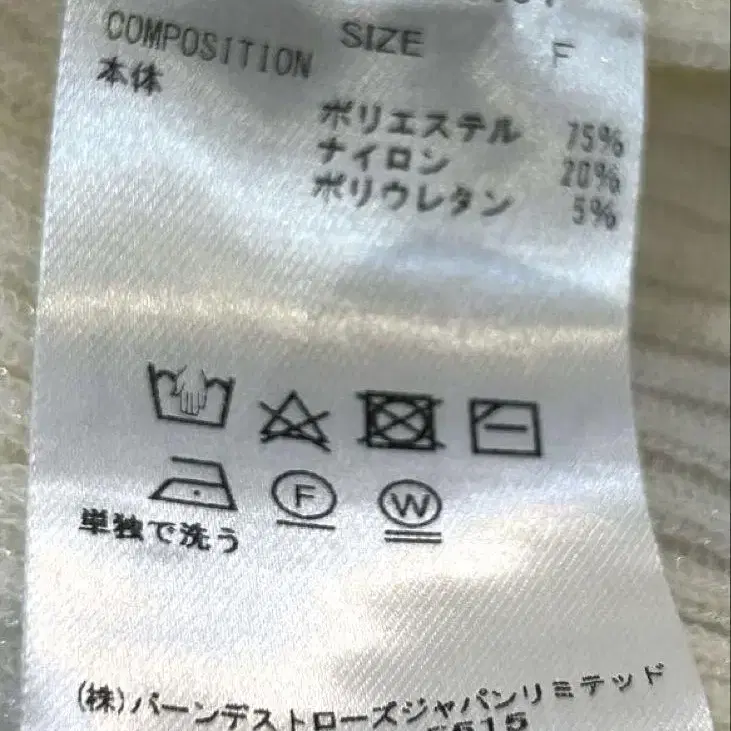 COMPOSITION SIZE F
本体
ポリエステル 75%
ナイロン 20%
ポリウレタン 5%
F W
単独で洗う
(株)バーンデストローズジャパンリミテッド